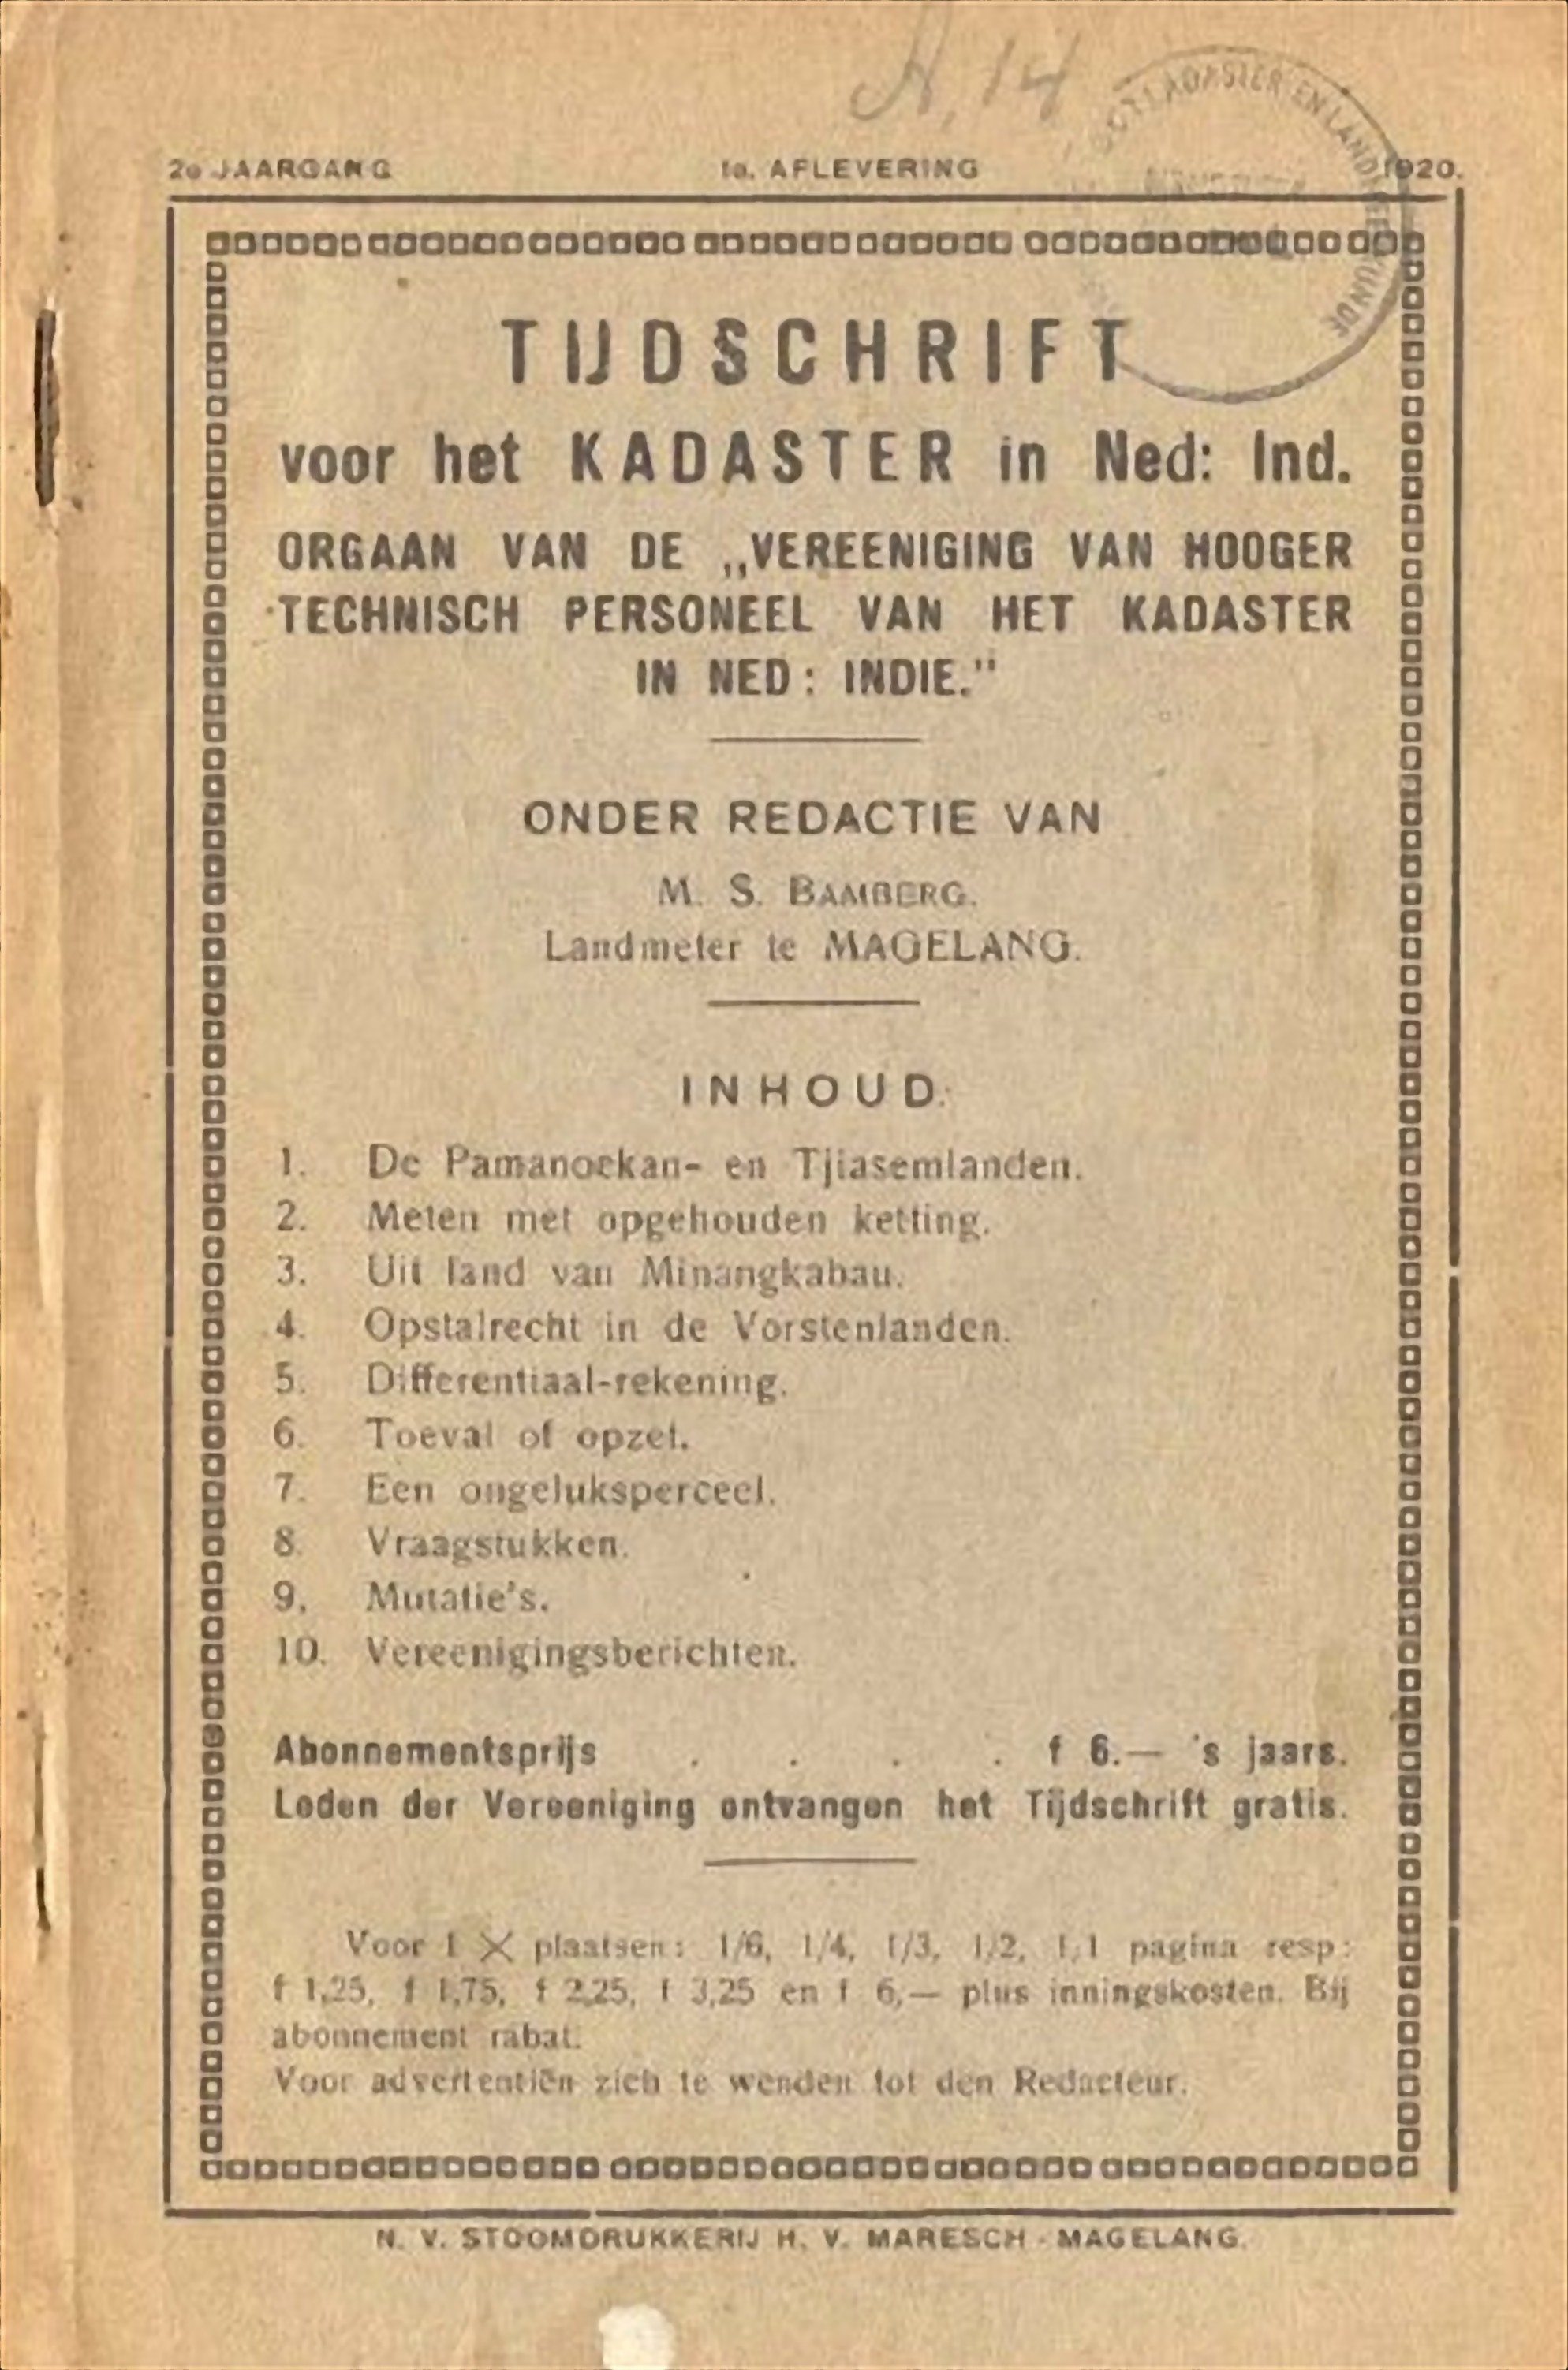 A. 14
KADASTER EN LANDMEETKUNDE
2e JAARGANG 1e. AFLEVERING 1920.
TIJDSCHRIFT
voor het KADASTER in Ned: Ind.
ORGAAN VAN DE „VEREENIGING VAN HOOGER
TECHNISCH PERSONEEL VAN HET KADASTER
IN NED: INDIE."
ONDER REDACTIE VAN
M. S. BAMBERG.
Landmeter te MAGELANG.
INHOUD.
1. De Pamanoekan- en Tjiasemlanden.
2. Meten met opgehouden ketting.
3. Uit land van Minangkabau.
4. Opstalrecht in de Vorstenlanden.
5. Differentiaal-rekening.
6. Toeval of opzet.
7. Een ongeluksperceel.
8. Vraagstukken.
9. Mutatie's.
10. Vereenigingsberichten.
Abonnementsprijs . . . . f 6.— 's jaars.
Leden der Vereeniging ontvangen het Tijdschrift gratis.
Voor 1 X plaatsen: 1/6, 1/4, 1/3, 1/2, 1/1 pagina resp:
f 1,25, f 1,75, f 2,25, f 3,25 en f 6,— plus inningskosten. Bij
abonnement rabat.
Voor advertentiën zich te wenden tot den Redacteur.
N. V. STOOMDRUKKERIJ H. V. MARESCH - MAGELANG.